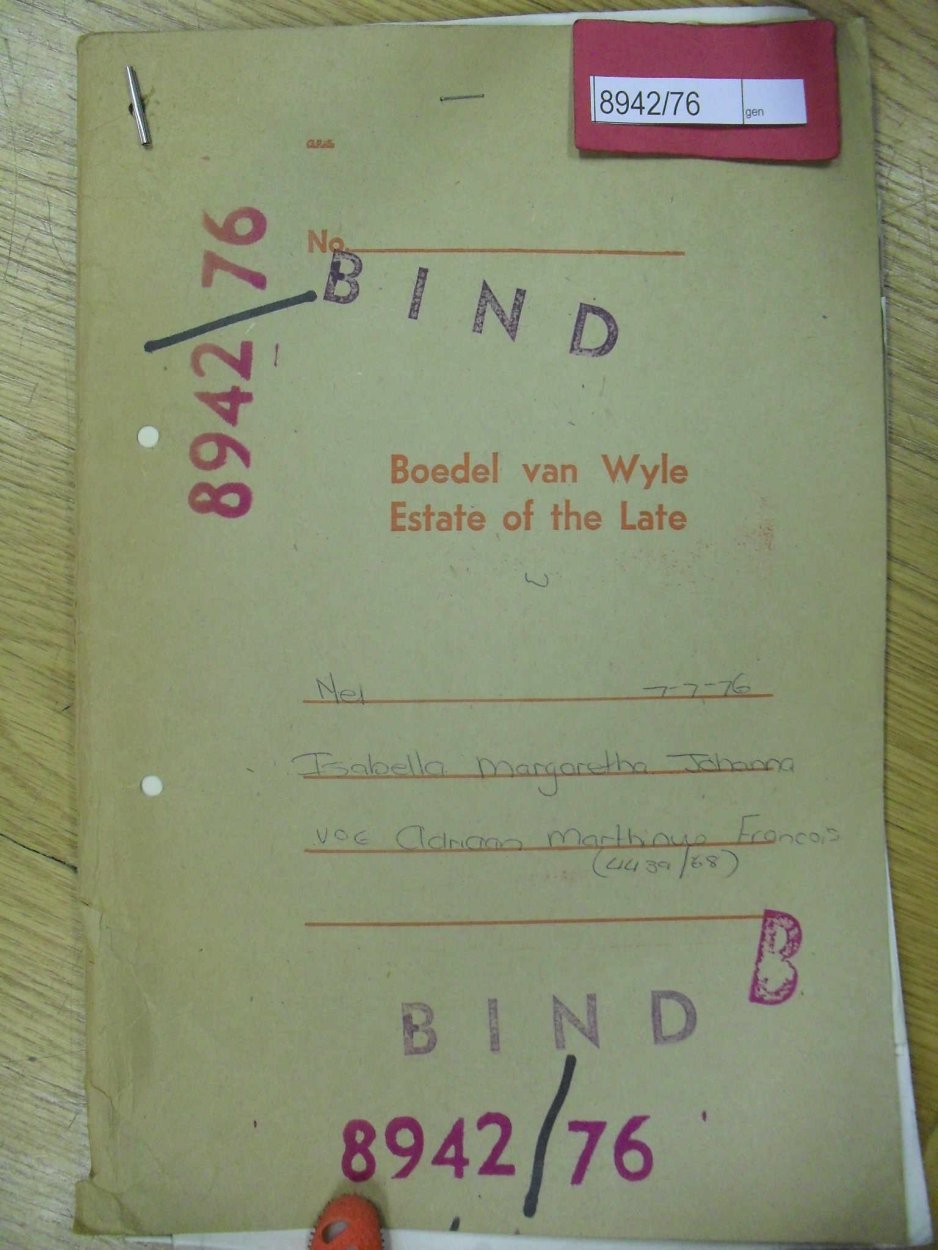 8942/76 gen
No.
8942/76
BIND
Boedel van Wyle
Estate of the Late
W
Nel 7-7-76
Isabella Margaretha Johanna
voe Adriaan Marthinus Francois
(4439/68)
B
BIND
8942/76